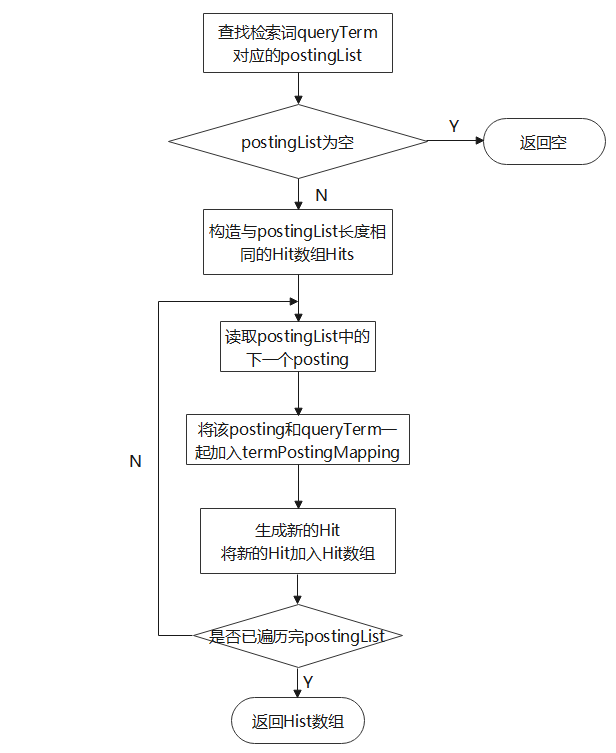 查找检索词queryTerm
对应的postingList
postingList为空
Y
返回空
N
构造与postingList长度相
同的Hit数组Hits
读取postingList中的
下一个posting
将该posting和queryTerm一
起加入termPostingMapping
N
生成新的Hit
将新的Hit加入Hit数组
是否已遍历完postingList
Y
返回Hist数组